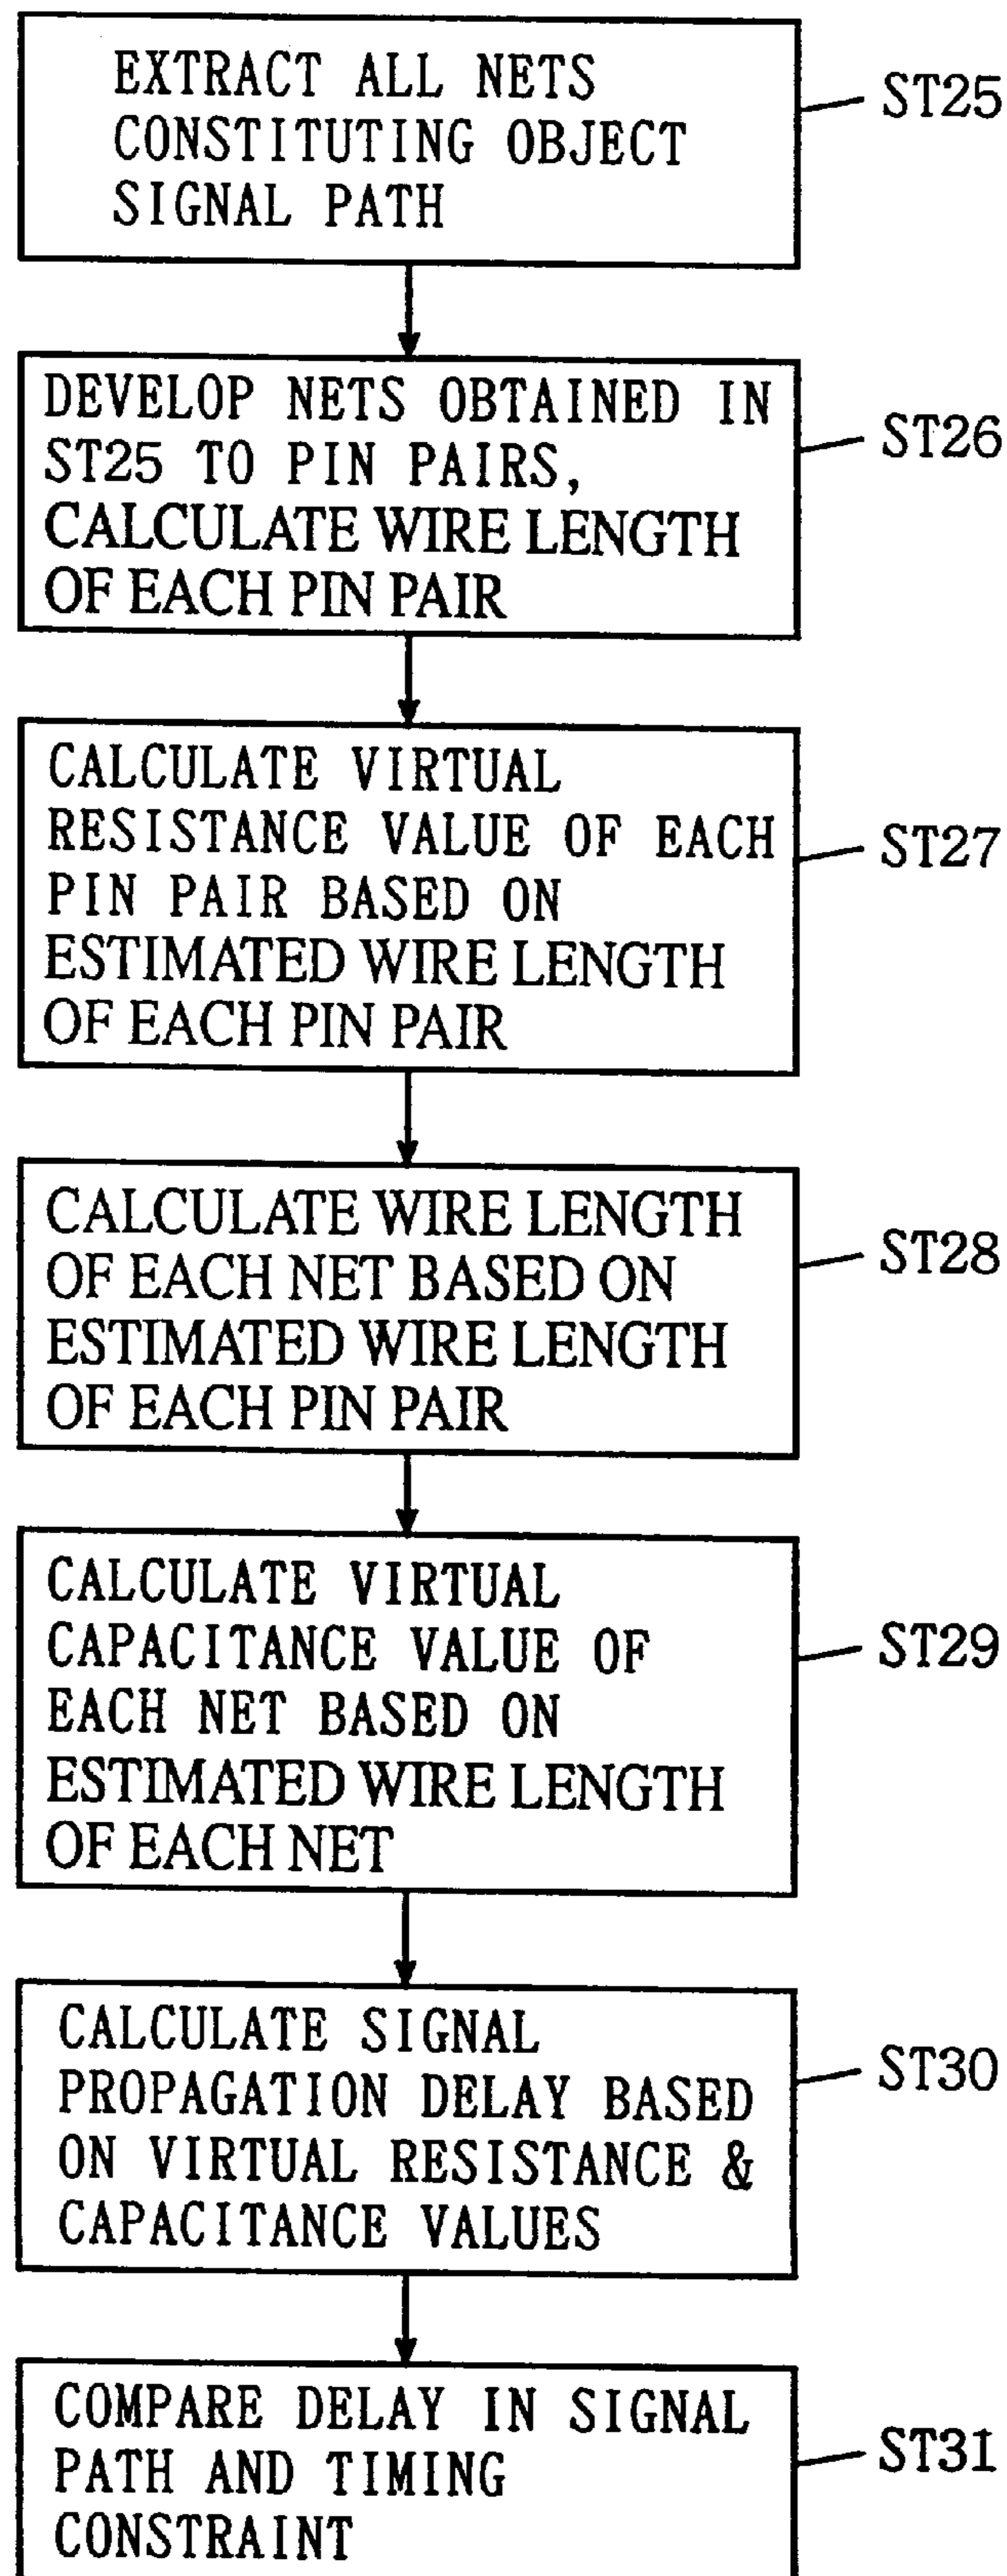 EXTRACT ALL NETS
CONSTITUTING OBJECT
SIGNAL PATH
ST25
DEVELOP NETS OBTAINED IN
ST25 TO PIN PAIRS,
CALCULATE WIRE LENGTH
OF EACH PIN PAIR
ST26
CALCULATE VIRTUAL
RESISTANCE VALUE OF EACH
PIN PAIR BASED ON
ESTIMATED WIRE LENGTH
OF EACH PIN PAIR
ST27
CALCULATE WIRE LENGTH
OF EACH NET BASED ON
ESTIMATED WIRE LENGTH
OF EACH PIN PAIR
ST28
CALCULATE VIRTUAL
CAPACITANCE VALUE OF
EACH NET BASED ON
ESTIMATED WIRE LENGTH
OF EACH NET
ST29
CALCULATE SIGNAL
PROPAGATION DELAY BASED
ON VIRTUAL RESISTANCE &
CAPACITANCE VALUES
ST30
COMPARE DELAY IN SIGNAL
PATH AND TIMING
CONSTRAINT
ST31